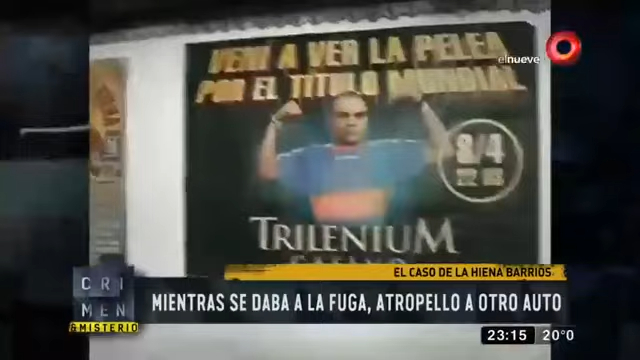 VENI A VER LA PELEA
POR EL TITULO MUNDIAL
elnueve
8/4
22 HS
TRILENIUM
CASINO
EL CASO DE LA HIENA BARRIOS
CRI
MEN
& MISTERIO
MIENTRAS SE DABA A LA FUGA, ATROPELLO A OTRO AUTO
23:15 20°0